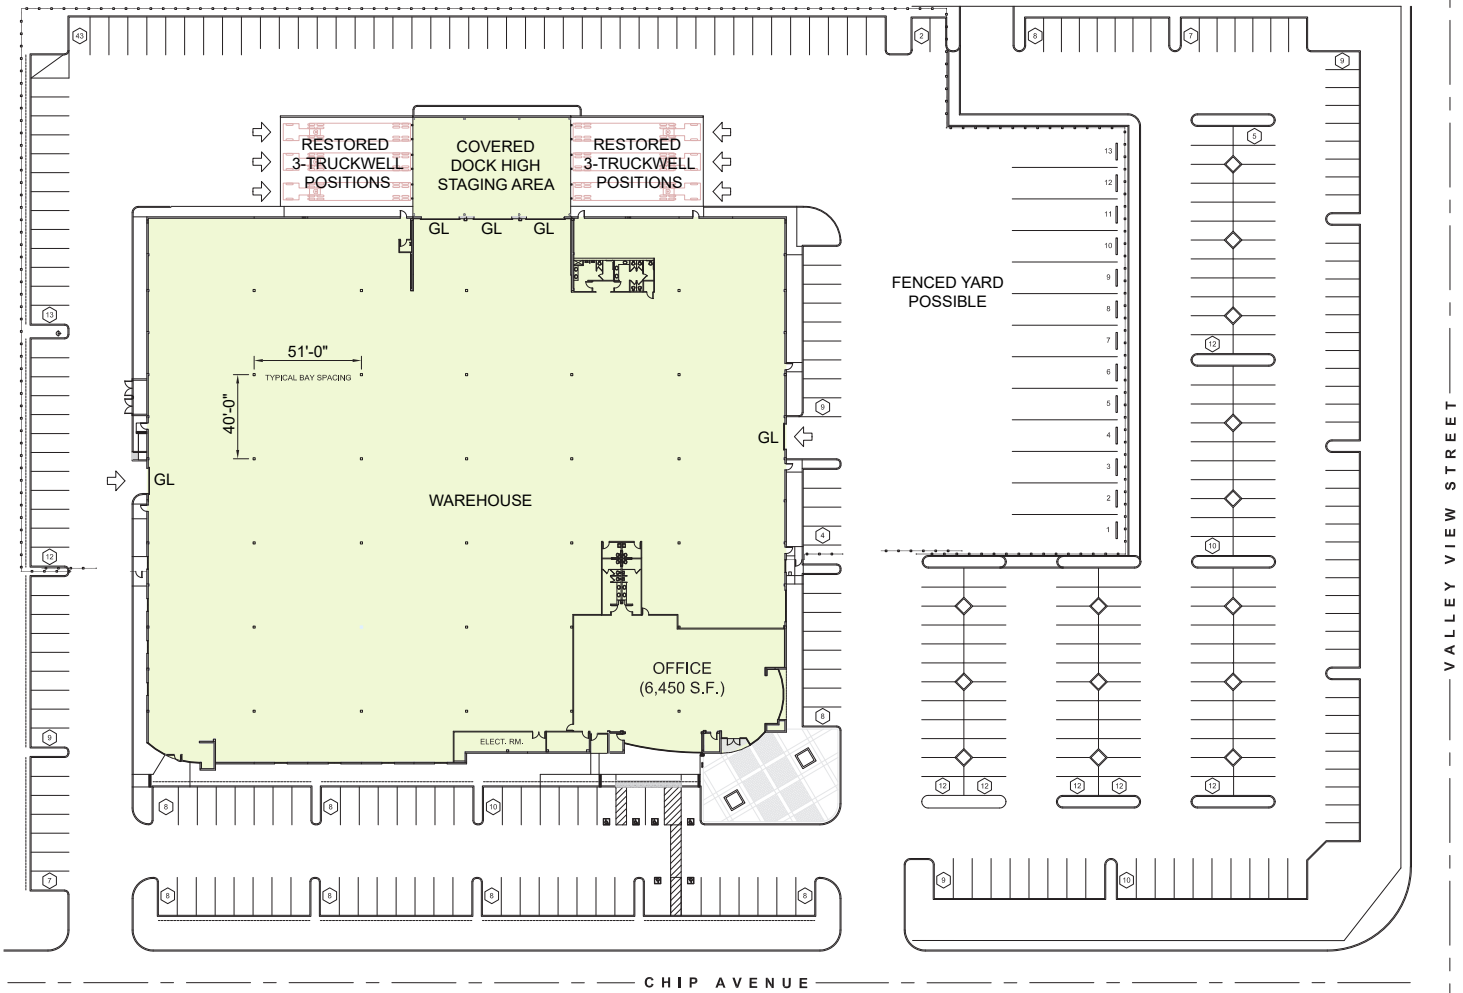 43
2
8
7
9
RESTORED
3-TRUCKWELL
POSITIONS
COVERED
DOCK HIGH
STAGING AREA
RESTORED
3-TRUCKWELL
POSITIONS
GL
GL
GL
5
13
12
11
10
9
8
7
6
5
4
3
2
1
FENCED YARD
POSSIBLE
13
12
51'-0"
TYPICAL BAY SPACING
40'-0"
9
GL
GL
WAREHOUSE
4
12
10
OFFICE
(6,450 S.F.)
8
9
ELECT. RM.
12
12
12
12
12
8
8
10
7
8
8
8
8
9
10
VALLEY VIEW STREET
CHIP AVENUE